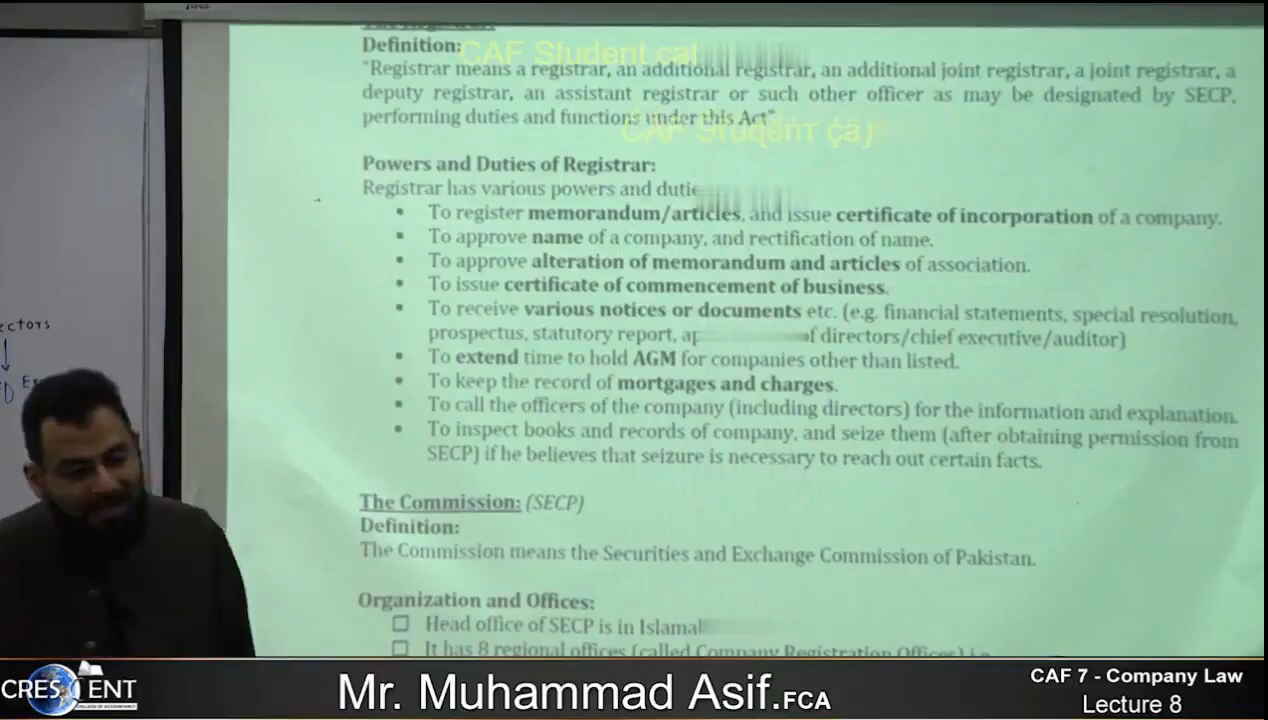 Definition:
CAF Student cal
"Registrar means a registrar, an additional registrar, an additional joint registrar, a joint registrar, a
deputy registrar, an assistant registrar or such other officer as may be designated by SECP,
performing duties and functions under this Act"
Powers and Duties of Registrar:
Registrar has various powers and dutie
• To register memorandum/articles, and issue certificate of incorporation of a company.
• To approve name of a company, and rectification of name.
• To approve alteration of memorandum and articles of association.
• To issue certificate of commencement of business.
• To receive various notices or documents etc. (e.g. financial statements, special resolution,
prospectus, statutory report, ap f directors/chief executive/auditor)
• To extend time to hold AGM for companies other than listed.
• To keep the record of mortgages and charges.
• To call the officers of the company (including directors) for the information and explanation.
• To inspect books and records of company, and seize them (after obtaining permission from
SECP) if he believes that seizure is necessary to reach out certain facts.
The Commission: (SECP)
Definition:
The Commission means the Securities and Exchange Commission of Pakistan.
Organization and Offices:
☐ Head office of SECP is in Islama
☐ It has 8 regional offices (called Company Registration Offices) i.e.
ectors
CRESCENT
COLLEGE OF ACCOUNTANCY
Mr. Muhammad Asif.FCA
CAF 7 - Company Law
Lecture 8